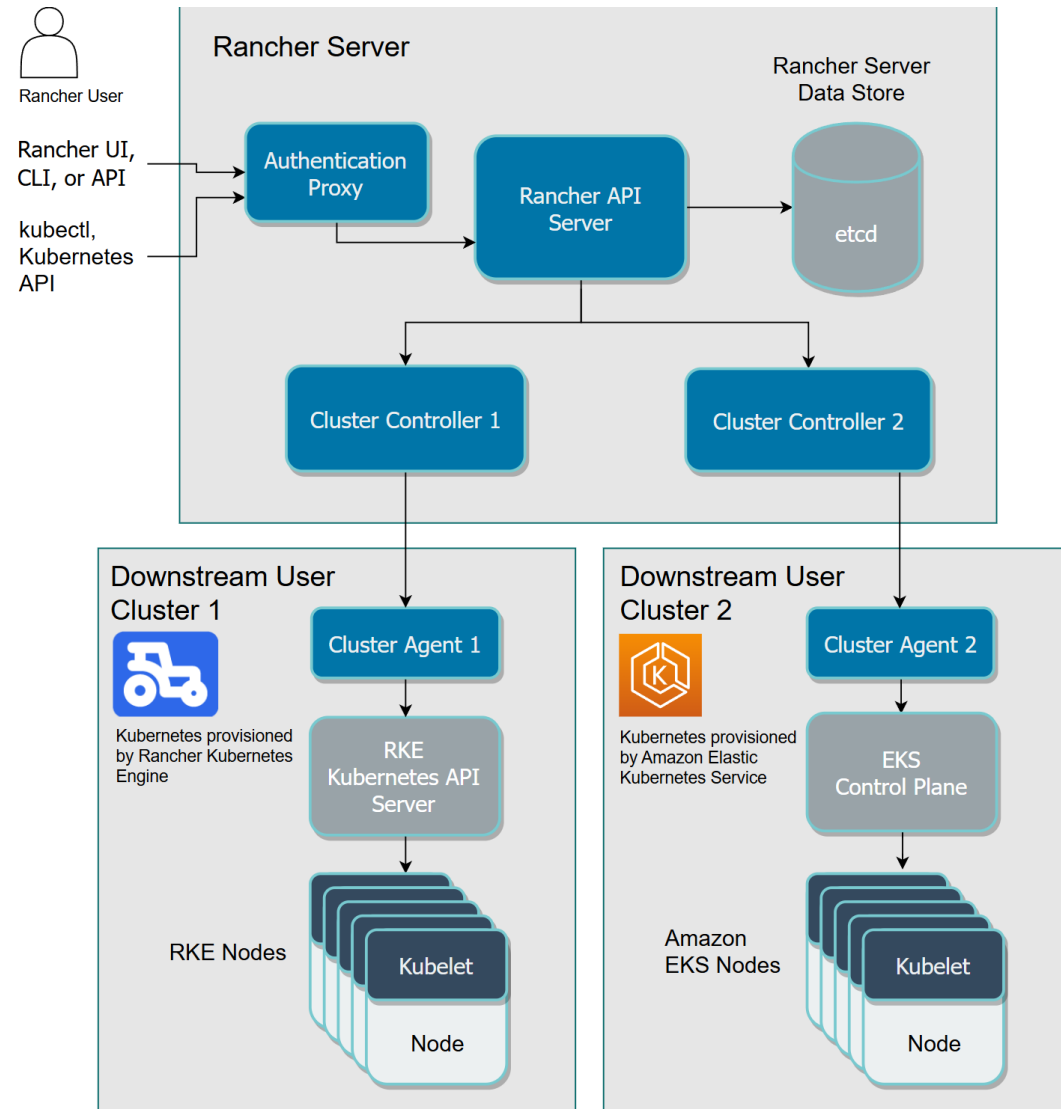 Rancher Server
Rancher User
Rancher Server
Data Store
Rancher UI,
CLI, or API
kubectl,
Kubernetes
API
Authentication
Proxy
Rancher API
Server
etcd
Cluster Controller 1
Cluster Controller 2
Downstream User
Cluster 1
Cluster Agent 1
Kubernetes provisioned
by Rancher Kubernetes
Engine
RKE
Kubernetes API
Server
RKE Nodes
Kubelet
Node
Downstream User
Cluster 2
K
Cluster Agent 2
Kubernetes provisioned
by Amazon Elastic
Kubernetes Service
EKS
Control Plane
Amazon
EKS Nodes
Kubelet
Node